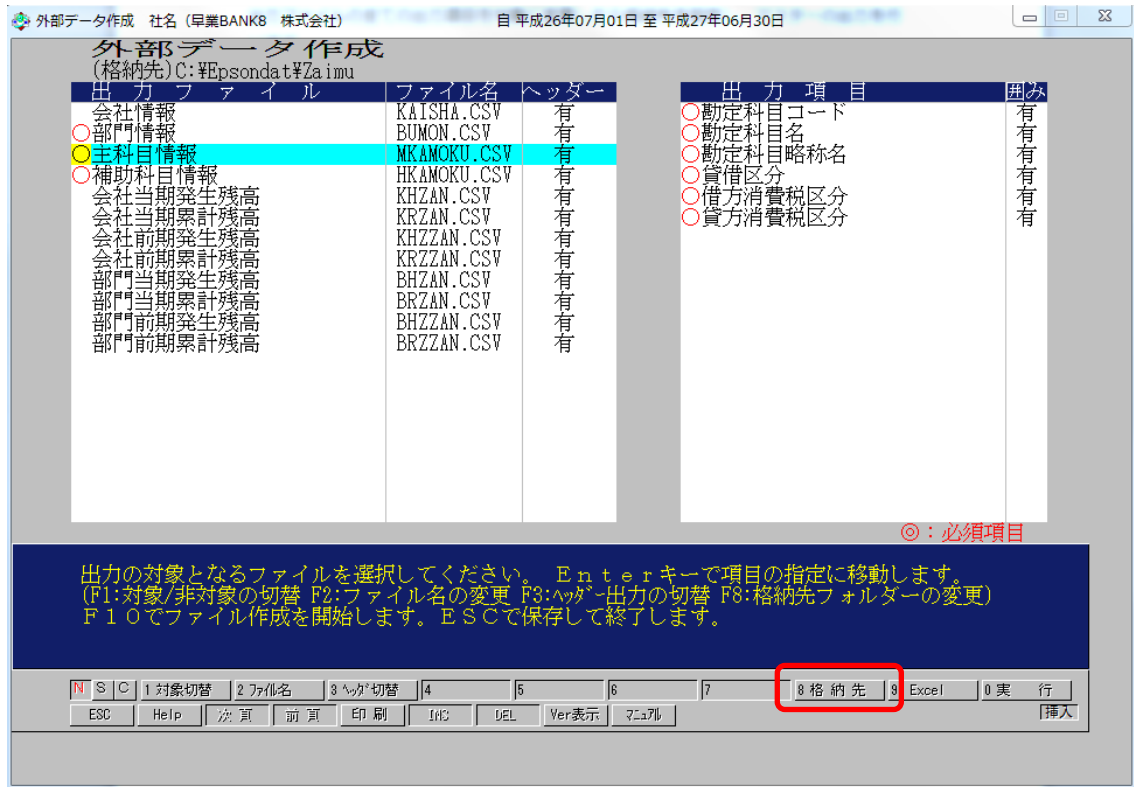 外部データ作成 社名（早業BANK8 株式会社） 自 平成26年07月01日 至 平成27年06月30日
外部データ作成
(格納先)C:¥Epsondat¥Zaimu
出力ファイル ファイル名 ヘッダー
会社情報 KAISHA.CSV 有
○部門情報 BUMON.CSV 有
○主科目情報 MKAMOKU.CSV 有
○補助科目情報 HKAMOKU.CSV 有
会社当期発生残高 KHZAN.CSV 有
会社当期累計残高 KRZAN.CSV 有
会社前期発生残高 KHZZAN.CSV 有
会社前期累計残高 KRZZAN.CSV 有
部門当期発生残高 BHZAN.CSV 有
部門当期累計残高 BRZAN.CSV 有
部門前期発生残高 BHZZAN.CSV 有
部門前期累計残高 BRZZAN.CSV 有
出力項目 囲み
○勘定科目コード 有
○勘定科目名 有
○勘定科目略称名 有
○貸借区分 有
○借方消費税区分 有
○貸方消費税区分 有
◎：必須項目
出力の対象となるファイルを選択してください。 Ｅｎｔｅｒキーで項目の指定に移動します。
(F1:対象/非対象の切替 F2:ファイル名の変更 F3:ﾍｯﾀﾞｰ出力の切替 F8:格納先フォルダーの変更)
Ｆ１０でファイル作成を開始します。ＥＳＣで保存して終了します。
N S C 1 対象切替 2 ﾌｧｲﾙ名 3 ﾍｯﾀﾞ切替 4 5 6 7 8 格納先 9 Excel 0 実 行
ESC Help 次頁 前頁 印刷 INS DEL Ver表示 ﾏﾆｭｱﾙ 挿入